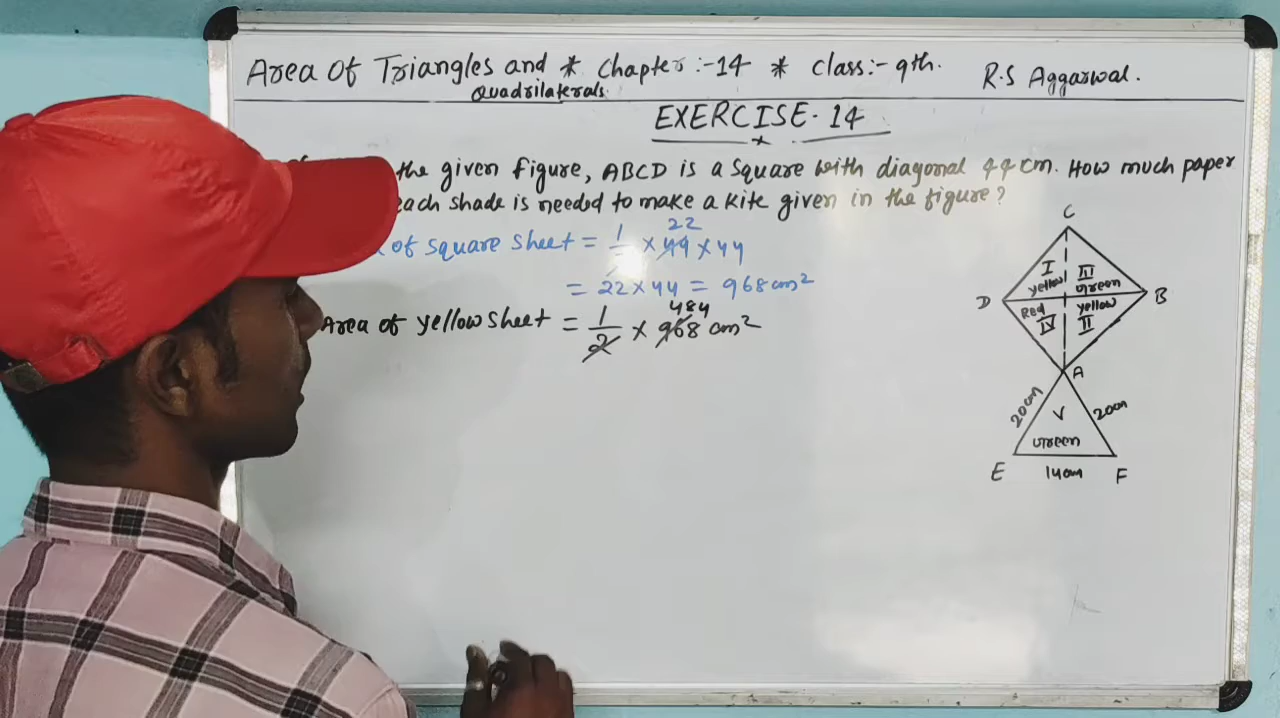 Area Of Triangles and * Chapter :- 14 * Class:- 9th. R.S Aggarwal.
Quadrilaterals.
EXERCISE. 14
the given figure, ABCD is a Square with diagonal 44 cm. How much paper
each shade is needed to make a kite given in the figure?
of square sheet = 1 × 44 × 44
22
= 22 × 44 = 968 cm²
Area of yellow sheet = 1/2 × 968 cm²
484
C
I
yellow
III
green
D
B
Red
IV
yellow
II
A
20cm
20cm
V
green
E
14cm
F